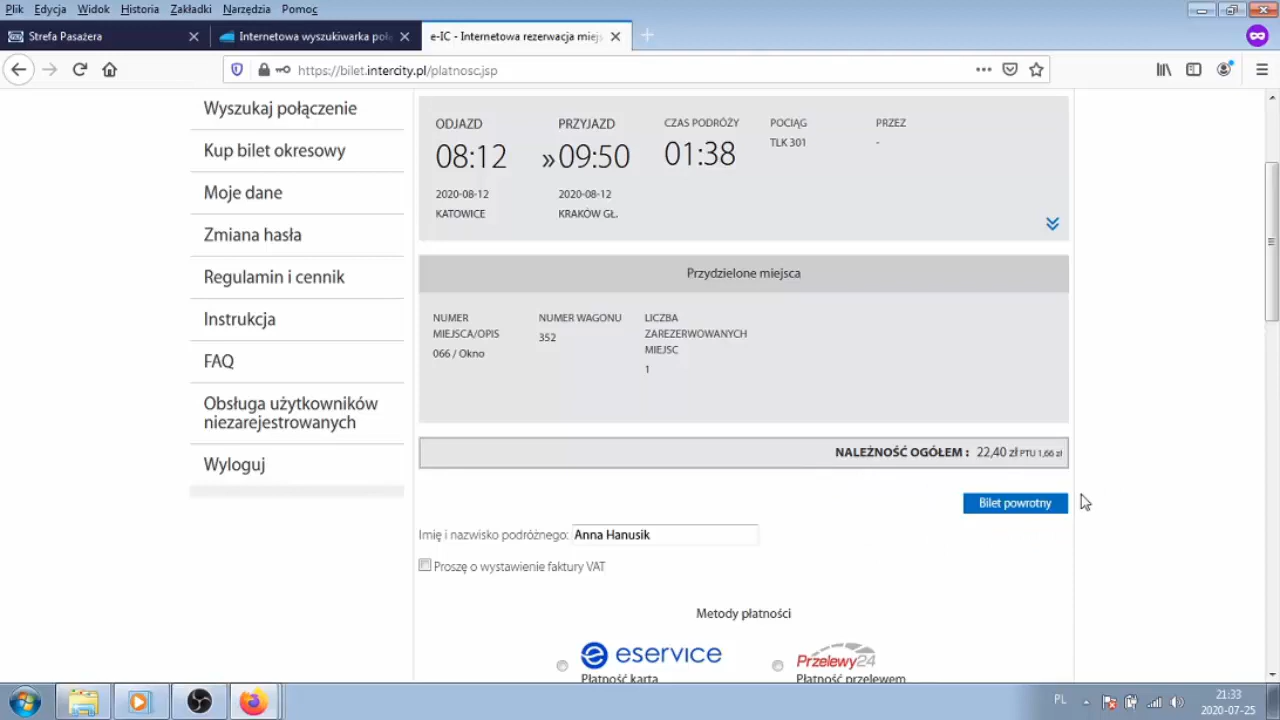 Plik Edycja Widok Historia Zakładki Narzędzia Pomoc
Strefa Pasażera
Internetowa wyszukiwarka poł
e-IC - Internetowa rezerwacja miejs
https://bilet.intercity.pl/platnosc.jsp
Wyszukaj połączenie
Kup bilet okresowy
Moje dane
Zmiana hasła
Regulamin i cennik
Instrukcja
FAQ
Obsługa użytkowników
niezarejestrowanych
Wyloguj
ODJAZD PRZYJAZD CZAS PODRÓŻY POCIĄG PRZEZ
08:12 » 09:50 01:38 TLK 301 -
2020-08-12 2020-08-12
KATOWICE KRAKÓW GŁ.
Przydzielone miejsca
NUMER
MIEJSCA/OPIS
066 / Okno
NUMER WAGONU
352
LICZBA
ZAREZERWOWANYCH
MIEJSC
1
NALEŻNOŚĆ OGÓŁEM : 22,40 zł PTU 1,66 zł
Bilet powrotny
Imię i nazwisko podróżnego: Anna Hanusik
Proszę o wystawienie faktury VAT
Metody płatności
eservice
Płatność kartą
Przelewy24
Płatność przelewem
PL
21:33
2020-07-25